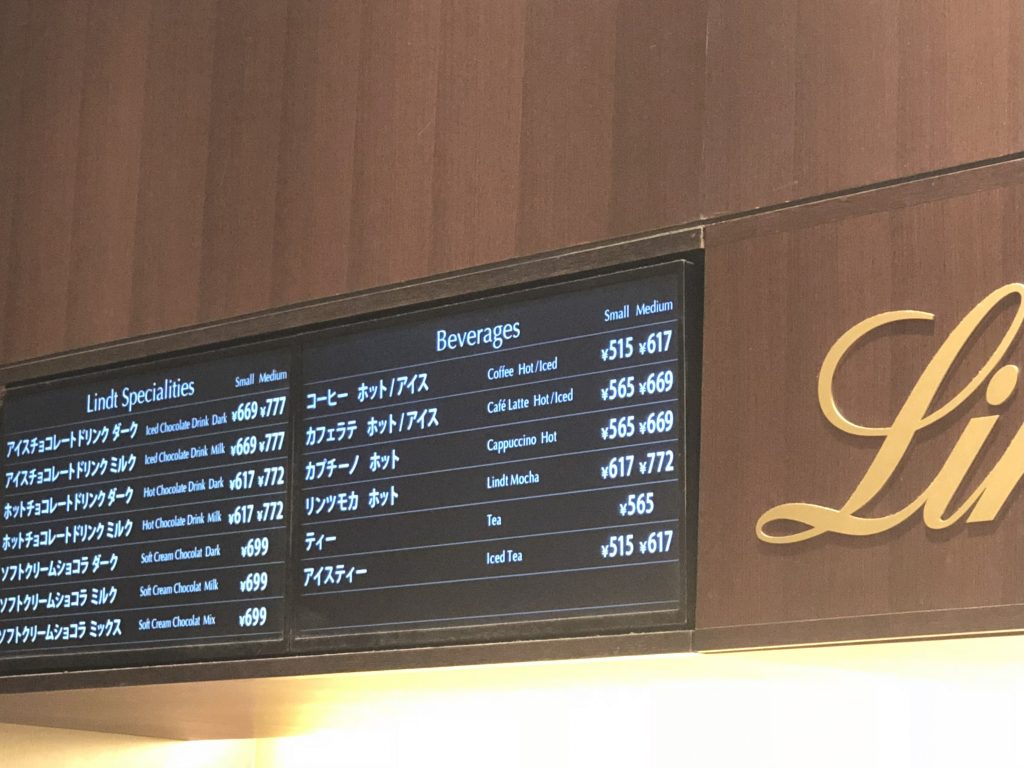 Lindt Specialities Small Medium
アイスチョコレートドリンク ダーク Iced Chocolate Drink Dark ¥669 ¥777
アイスチョコレートドリンク ミルク Iced Chocolate Drink Milk ¥669 ¥777
ホットチョコレートドリンク ダーク Hot Chocolate Drink Dark ¥617 ¥772
ホットチョコレートドリンク ミルク Hot Chocolate Drink Milk ¥617 ¥772
ソフトクリームショコラ ダーク Soft Cream Chocolat Dark ¥699
ソフトクリームショコラ ミルク Soft Cream Chocolat Milk ¥699
ソフトクリームショコラ ミックス Soft Cream Chocolat Mix ¥699
Beverages Small Medium
コーヒー ホット/アイス Coffee Hot/Iced ¥515 ¥617
カフェラテ ホット/アイス Café Latte Hot/Iced ¥565 ¥669
カプチーノ ホット Cappuccino Hot ¥565 ¥669
リンツモカ ホット Lindt Mocha ¥617 ¥772
ティー Tea ¥565
アイスティー Iced Tea ¥515 ¥617
Lin